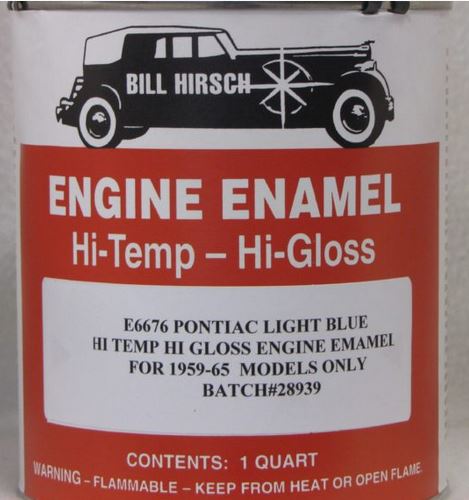 BILL HIRSCH
ENGINE ENAMEL
Hi-Temp – Hi-Gloss
E6676 PONTIAC LIGHT BLUE
HI TEMP HI GLOSS ENGINE EMAMEL
FOR 1959-65 MODELS ONLY
BATCH#28939
CONTENTS: 1 QUART
WARNING - FLAMMABLE - KEEP FROM HEAT OR OPEN FLAME.